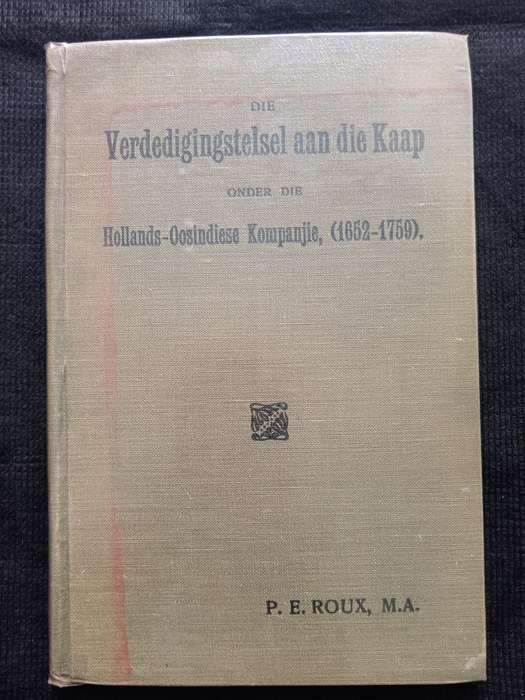 DIE
Verdedigingstelsel aan die Kaap
ONDER DIE
Hollands-Oosindiese Kompanjie, (1652-1759).
P. E. ROUX, M.A.